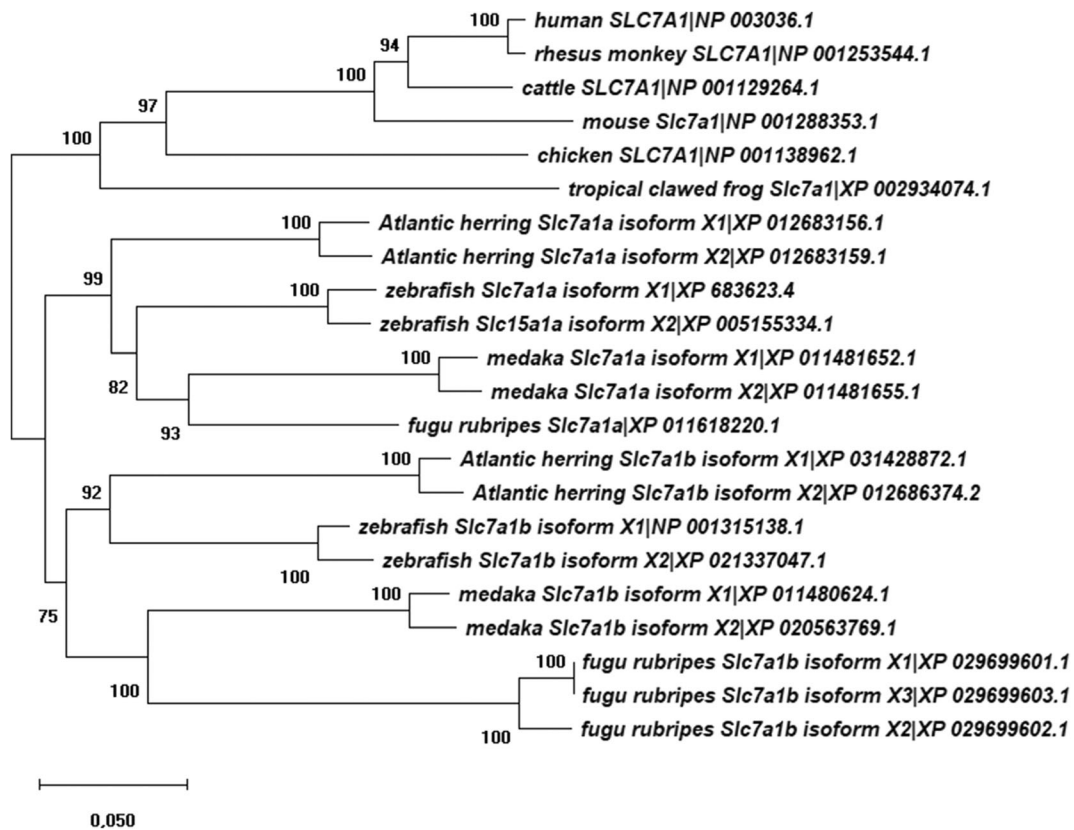 100 human SLC7A1|NP 003036.1
94 rhesus monkey SLC7A1|NP 001253544.1
100 cattle SLC7A1|NP 001129264.1
97 mouse Slc7a1|NP 001288353.1
100 chicken SLC7A1|NP 001138962.1
tropical clawed frog Slc7a1|XP 002934074.1
100 Atlantic herring Slc7a1a isoform X1|XP 012683156.1
Atlantic herring Slc7a1a isoform X2|XP 012683159.1
99
100 zebrafish Slc7a1a isoform X1|XP 683623.4
zebrafish Slc15a1a isoform X2|XP 005155334.1
100 medaka Slc7a1a isoform X1|XP 011481652.1
82 medaka Slc7a1a isoform X2|XP 011481655.1
93 fugu rubripes Slc7a1a|XP 011618220.1
100 Atlantic herring Slc7a1b isoform X1|XP 031428872.1
92 Atlantic herring Slc7a1b isoform X2|XP 012686374.2
zebrafish Slc7a1b isoform X1|NP 001315138.1
100 zebrafish Slc7a1b isoform X2|XP 021337047.1
100 medaka Slc7a1b isoform X1|XP 011480624.1
75 medaka Slc7a1b isoform X2|XP 020563769.1
100 fugu rubripes Slc7a1b isoform X1|XP 029699601.1
100 fugu rubripes Slc7a1b isoform X3|XP 029699603.1
100 fugu rubripes Slc7a1b isoform X2|XP 029699602.1
0,050